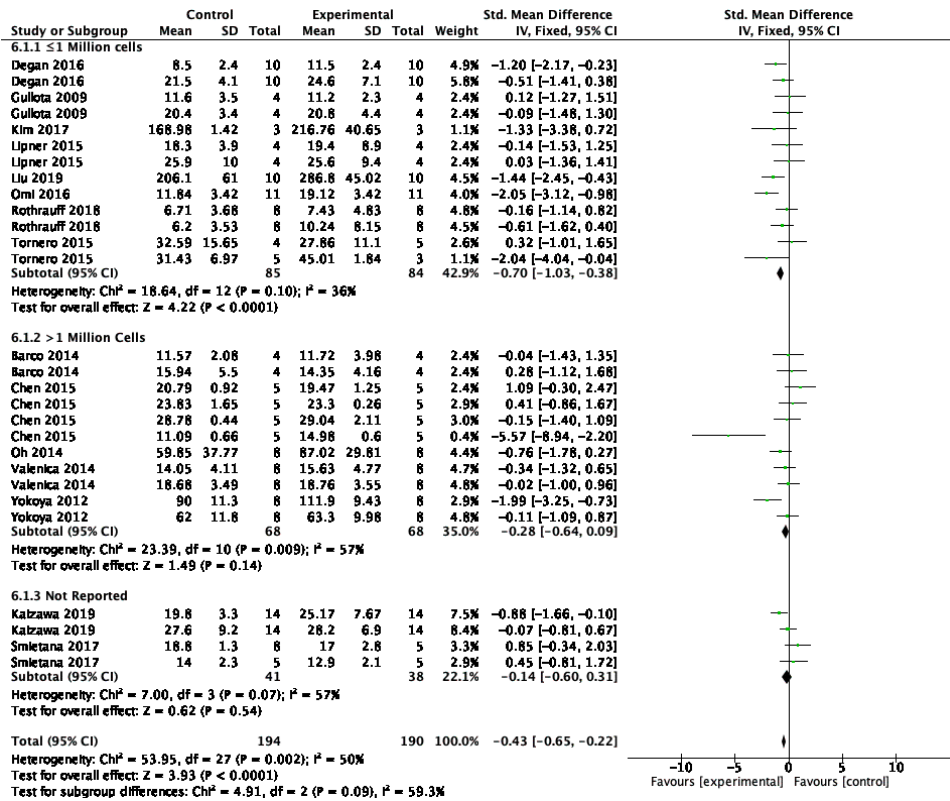 Control Experimental Std. Mean Difference Std. Mean Difference
Study or Subgroup Mean SD Total Mean SD Total Weight IV, Fixed, 95% CI IV, Fixed, 95% CI
6.1.1 ≤1 Million cells
Degan 2016 8.5 2.4 10 11.5 2.4 10 4.9% −1.20 [−2.17, −0.23]
Degan 2016 21.5 4.1 10 24.6 7.1 10 5.8% −0.51 [−1.41, 0.38]
Gullota 2009 11.6 3.5 4 11.2 2.3 4 2.4% 0.12 [−1.27, 1.51]
Gullota 2009 20.4 3.4 4 20.8 4.4 4 2.4% −0.09 [−1.48, 1.30]
Kim 2017 168.98 1.42 3 216.76 40.65 3 1.1% −1.33 [−3.38, 0.72]
Lipner 2015 18.3 3.9 4 19.4 8.9 4 2.4% −0.14 [−1.53, 1.25]
Lipner 2015 25.9 10 4 25.6 9.4 4 2.4% 0.03 [−1.36, 1.41]
Liu 2019 206.1 61 10 286.8 45.02 10 4.5% −1.44 [−2.45, −0.43]
Omi 2016 11.84 3.42 11 19.12 3.42 11 4.0% −2.05 [−3.12, −0.98]
Rothrauff 2018 6.71 3.68 8 7.43 4.83 8 4.8% −0.16 [−1.14, 0.82]
Rothrauff 2018 6.2 3.53 8 10.24 8.15 8 4.5% −0.61 [−1.62, 0.40]
Tornero 2015 32.59 15.65 4 27.86 11.1 5 2.6% 0.32 [−1.01, 1.65]
Tornero 2015 31.43 6.97 5 45.01 1.84 3 1.1% −2.04 [−4.04, −0.04]
Subtotal (95% CI) 85 84 42.9% −0.70 [−1.03, −0.38]
Heterogeneity: Chi² = 18.64, df = 12 (P = 0.10); I² = 36%
Test for overall effect: Z = 4.22 (P < 0.0001)
6.1.2 >1 Million Cells
Barco 2014 11.57 2.08 4 11.72 3.98 4 2.4% −0.04 [−1.43, 1.35]
Barco 2014 15.94 5.5 4 14.35 4.16 4 2.4% 0.28 [−1.12, 1.68]
Chen 2015 20.79 0.92 5 19.47 1.25 5 2.4% 1.09 [−0.30, 2.47]
Chen 2015 23.83 1.65 5 23.3 0.26 5 2.9% 0.41 [−0.86, 1.67]
Chen 2015 28.78 0.44 5 29.04 2.11 5 3.0% −0.15 [−1.40, 1.09]
Chen 2015 11.09 0.66 5 14.98 0.6 5 0.4% −5.57 [−8.94, −2.20]
Oh 2014 59.85 37.77 8 87.02 29.81 8 4.4% −0.76 [−1.78, 0.27]
Valenica 2014 14.05 4.11 8 15.63 4.77 8 4.7% −0.34 [−1.32, 0.65]
Valenica 2014 18.68 3.49 8 18.76 3.55 8 4.8% −0.02 [−1.00, 0.96]
Yokoya 2012 90 11.3 8 111.9 9.43 8 2.9% −1.99 [−3.25, −0.73]
Yokoya 2012 62 11.8 8 63.3 9.98 8 4.8% −0.11 [−1.09, 0.87]
Subtotal (95% CI) 68 68 35.0% −0.28 [−0.64, 0.09]
Heterogeneity: Chi² = 23.39, df = 10 (P = 0.009); I² = 57%
Test for overall effect: Z = 1.49 (P = 0.14)
6.1.3 Not Reported
Kaizawa 2019 19.8 3.3 14 25.17 7.67 14 7.5% −0.88 [−1.66, −0.10]
Kaizawa 2019 27.6 9.2 14 28.2 6.9 14 8.4% −0.07 [−0.81, 0.67]
Smietana 2017 18.8 1.3 8 17 2.8 5 3.3% 0.85 [−0.34, 2.03]
Smietana 2017 14 2.3 5 12.9 2.1 5 2.9% 0.45 [−0.81, 1.72]
Subtotal (95% CI) 41 38 22.1% −0.14 [−0.60, 0.31]
Heterogeneity: Chi² = 7.00, df = 3 (P = 0.07); I² = 57%
Test for overall effect: Z = 0.62 (P = 0.54)
Total (95% CI) 194 190 100.0% −0.43 [−0.65, −0.22]
Heterogeneity: Chi² = 53.95, df = 27 (P = 0.002); I² = 50%
Test for overall effect: Z = 3.93 (P < 0.0001)
Test for subgroup differences: Chi² = 4.91, df = 2 (P = 0.09), I² = 59.3%
−10 −5 0 5 10
Favours [experimental] Favours [control]